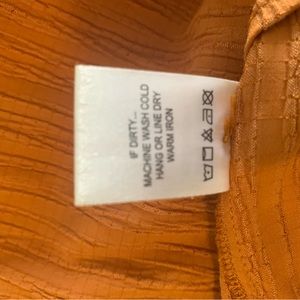 IF DIRTY...
MACHINE WASH COLD
HANG OR LINE DRY
WARM IRON